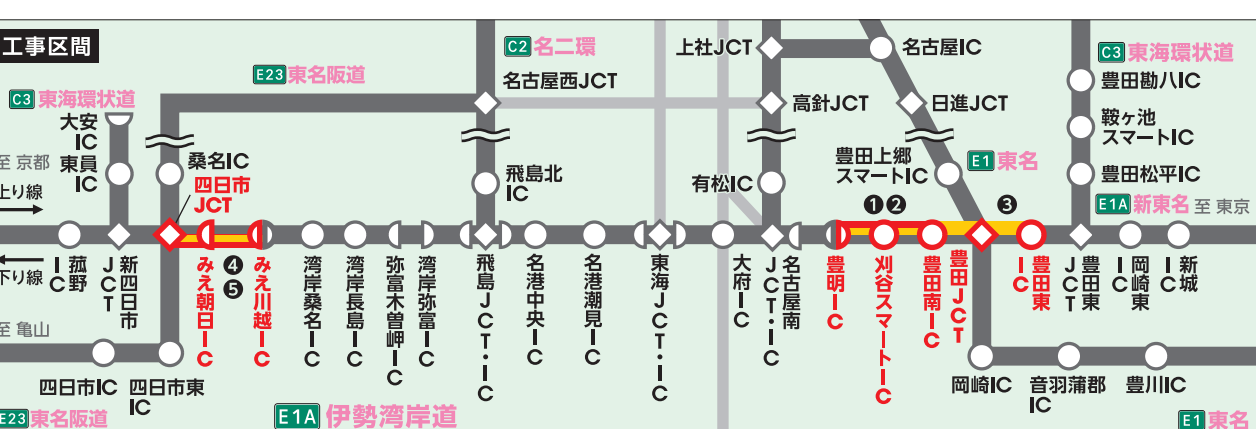 工事区間
C3 東海環状道
大安
IC
東員
IC
至 京都
上り線
下り線
至 亀山
E23 東名阪道
桑名IC
四日市
JCT
C2 名二環
名古屋西JCT
飛島北
IC
上社JCT
名古屋IC
高針JCT
日進JCT
有松IC
豊田上郷
スマートIC
E1 東名
C3 東海環状道
豊田勘八IC
鞍ヶ池
スマートIC
豊田松平IC
E1A 新東名 至 東京
❶❷
❸
❹
❺
菰野
IC
新四日市
JCT
みえ朝日IC
みえ川越IC
湾岸桑名IC
湾岸長島IC
弥富木曽岬IC
湾岸弥富IC
飛島JCT・IC
名港中央IC
名港潮見IC
東海JCT・IC
大府IC
名古屋南
JCT・IC
豊明IC
刈谷スマートIC
豊田南IC
豊田JCT
豊田東
IC
豊田東
JCT
岡崎東
IC
新城
IC
四日市IC
四日市東
IC
E23 東名阪道
E1A 伊勢湾岸道
岡崎IC
音羽蒲郡
IC
豊川IC
E1 東名